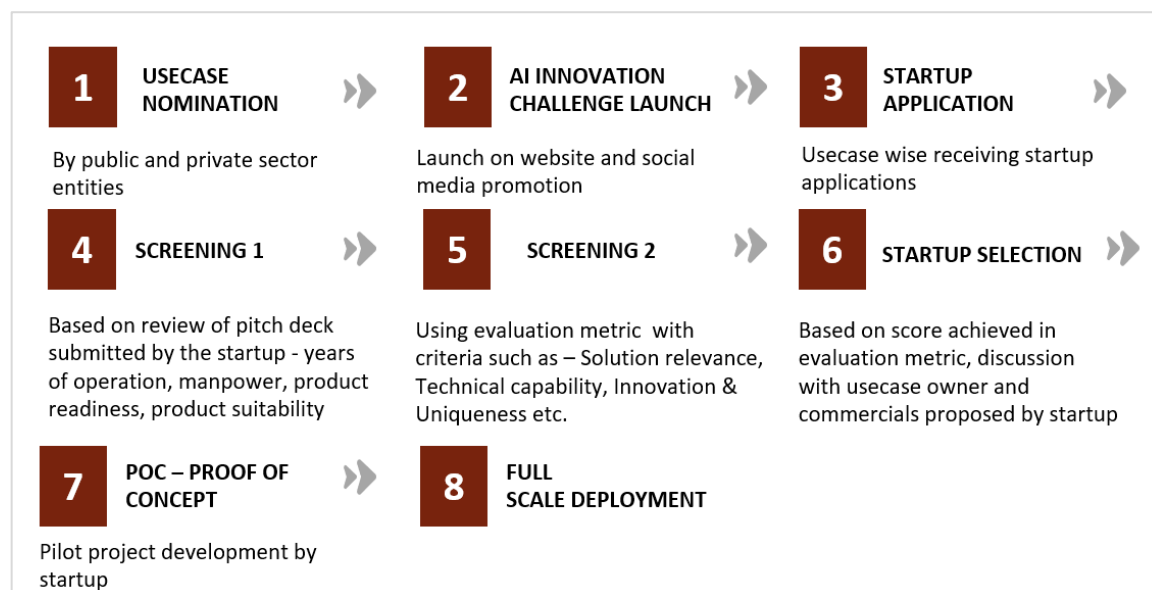 1
USECASE
NOMINATION
By public and private sector
entities
2
AI INNOVATION
CHALLENGE LAUNCH
Launch on website and social
media promotion
3
STARTUP
APPLICATION
Usecase wise receiving startup
applications
4
SCREENING 1
Based on review of pitch deck
submitted by the startup - years
of operation, manpower, product
readiness, product suitability
5
SCREENING 2
Using evaluation metric with
criteria such as – Solution relevance,
Technical capability, Innovation &
Uniqueness etc.
6
STARTUP SELECTION
Based on score achieved in
evaluation metric, discussion
with usecase owner and
commercials proposed by startup
7
POC – PROOF OF
CONCEPT
Pilot project development by
startup
8
FULL
SCALE DEPLOYMENT